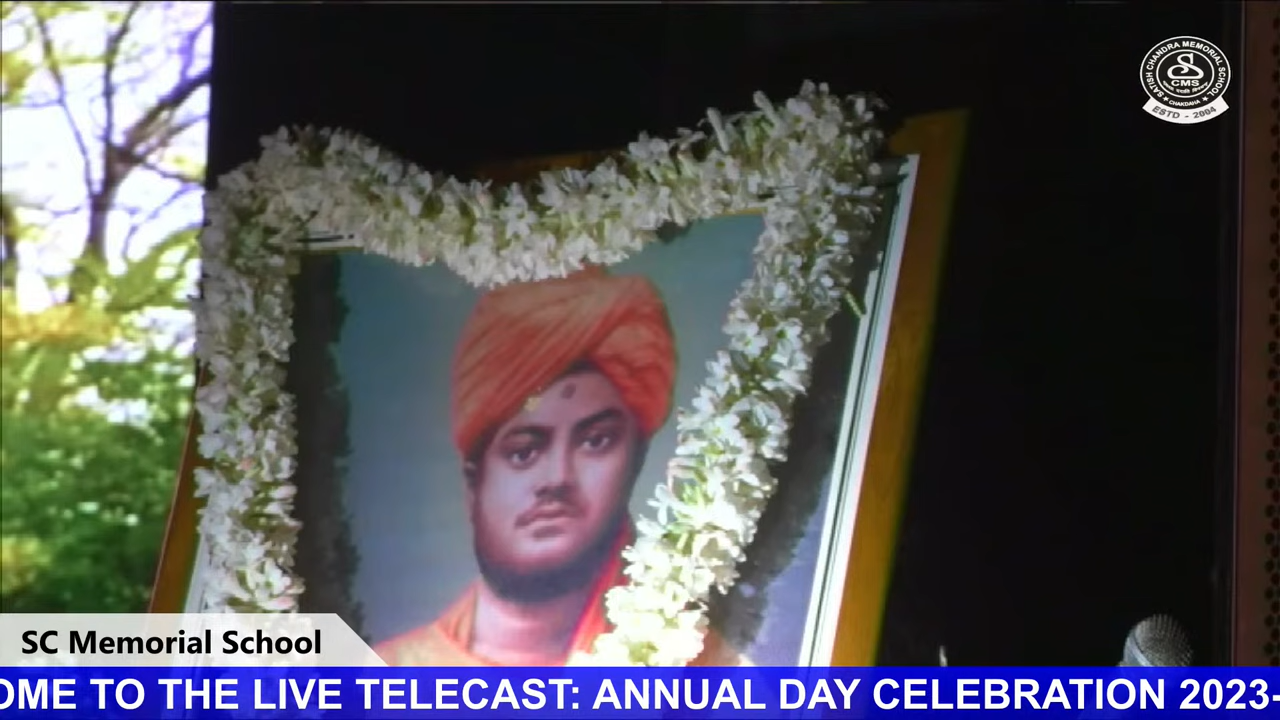 SATISH CHANDRA MEMORIAL SCHOOL
S
CMS
★ CHAKDAHA ★
ESTD - 2004
SC Memorial School
OME TO THE LIVE TELECAST: ANNUAL DAY CELEBRATION 2023-